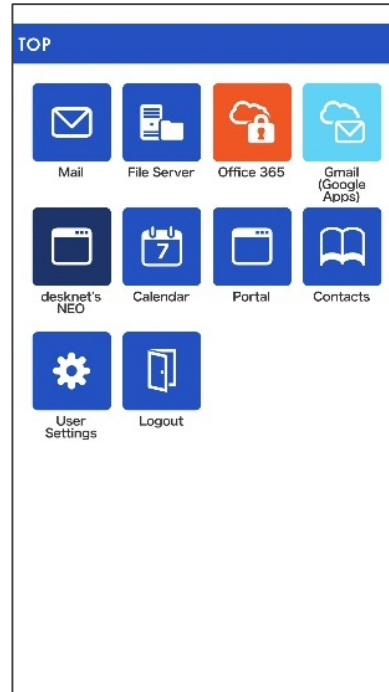 TOP
Mail
File Server
Office 365
Gmail
(Google
Apps)
desknet's
NEO
7
Calendar
Portal
Contacts
User
Settings
Logout